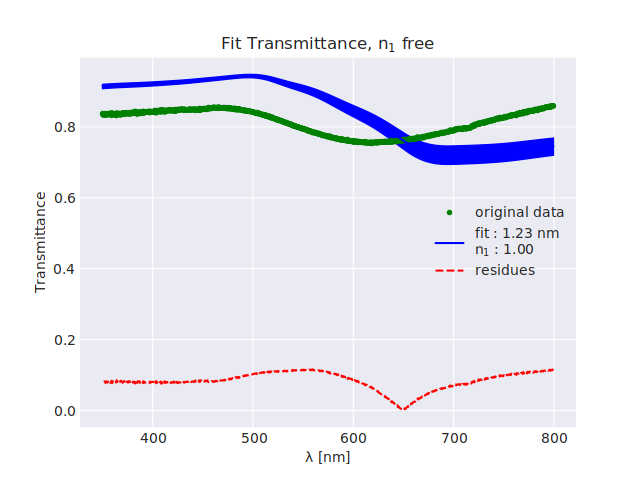 Fit Transmittance, n₁ free
Transmittance
0.8
0.6
0.4
0.2
0.0
original data
fit : 1.23 nm
n₁ : 1.00
residues
400 500 600 700 800
λ [nm]